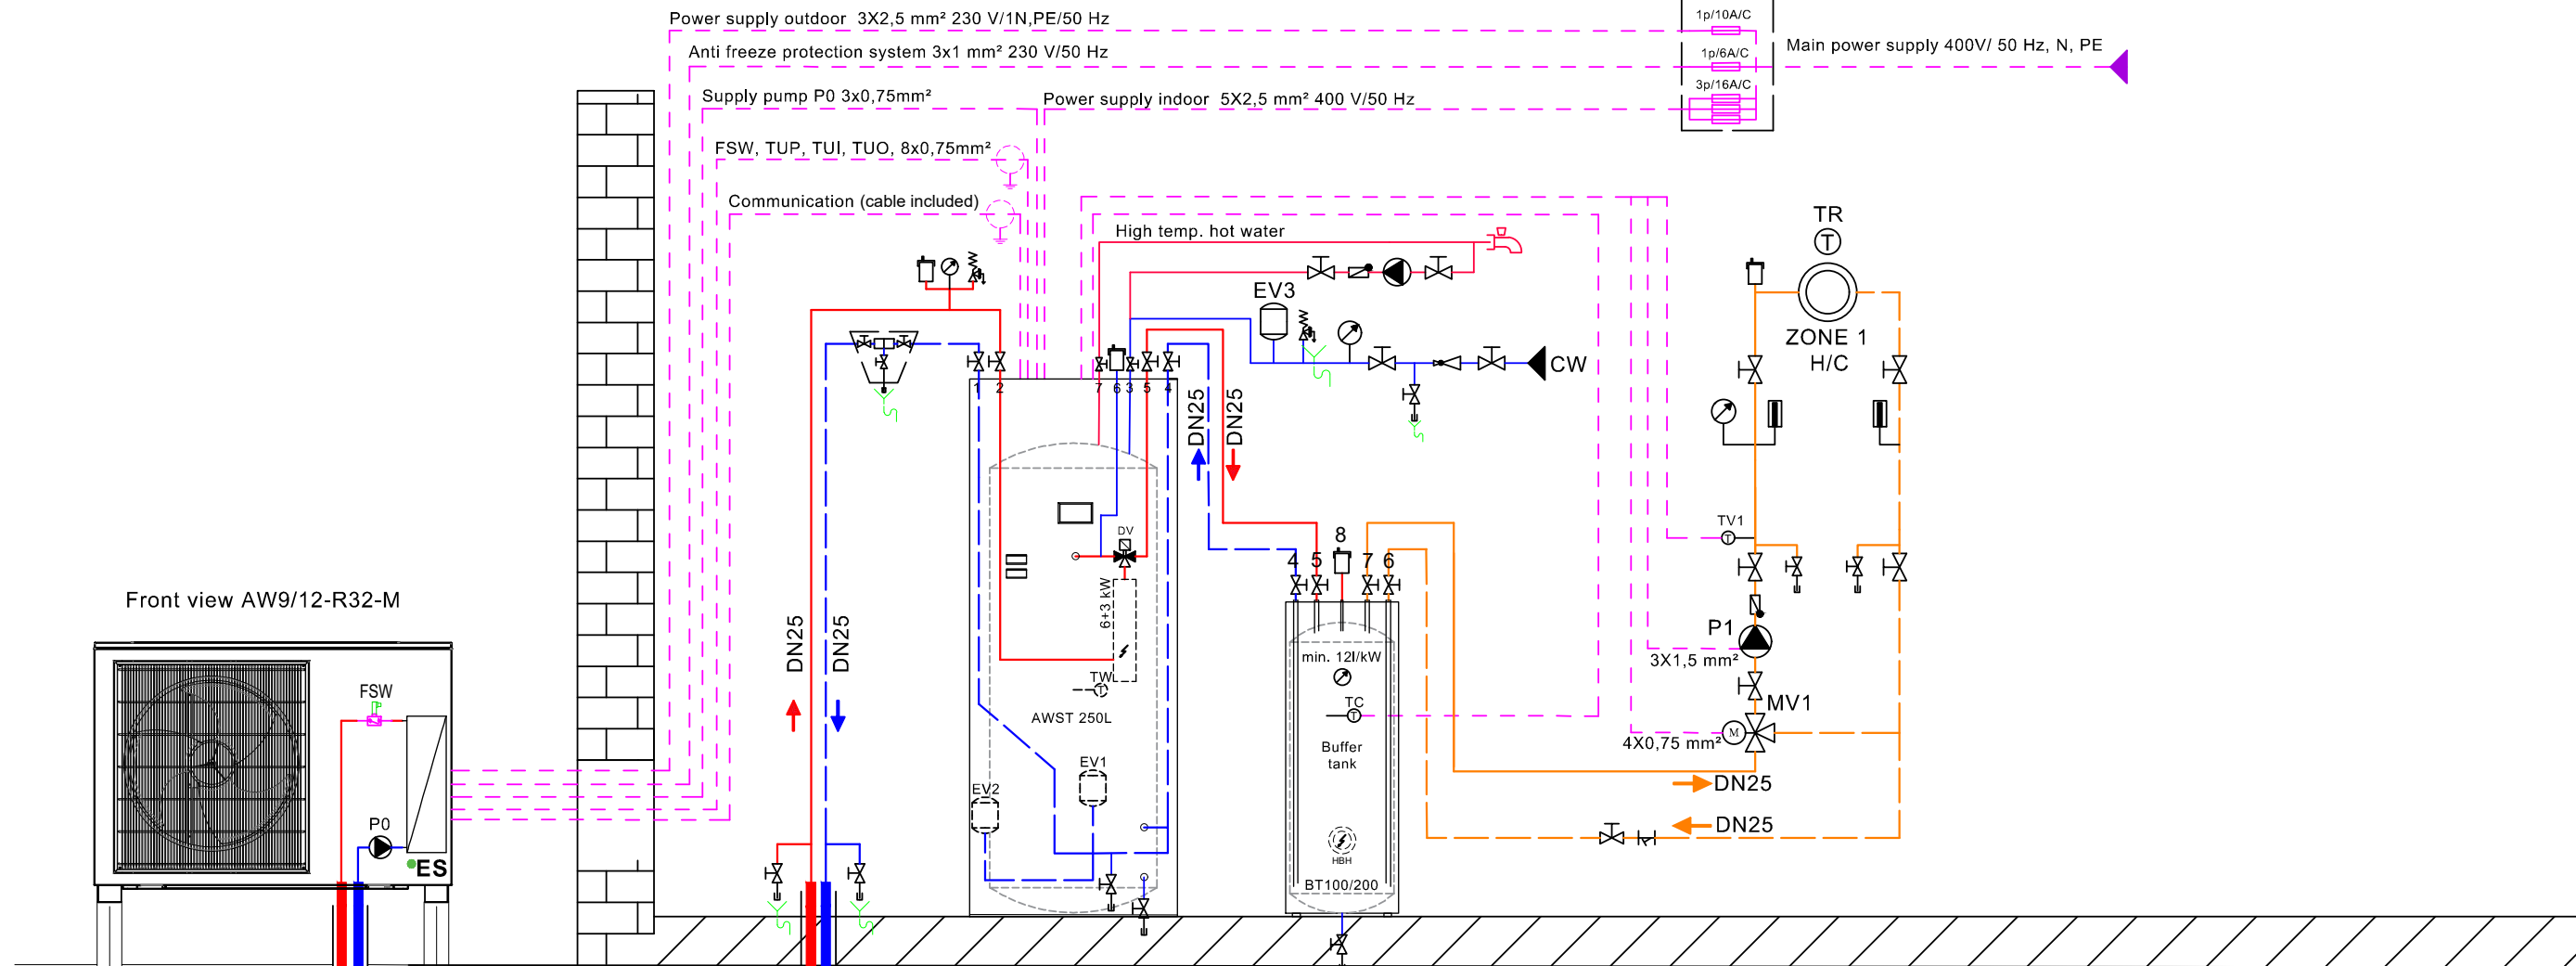 Power supply outdoor 3X2,5 mm² 230 V/1N,PE/50 Hz
1p/10A/C
Anti freeze protection system 3x1 mm² 230 V/50 Hz
1p/6A/C
Main power supply 400V/ 50 Hz, N, PE
3p/16A/C
Supply pump P0 3x0,75mm²
Power supply indoor 5X2,5 mm² 400 V/50 Hz
FSW, TUP, TUI, TUO, 8x0,75mm²
Communication (cable included)
High temp. hot water
TR
T
EV3
ZONE 1
H/C
CW
1
2
7
6
3
5
4
DN25
DN25
TV1
T
DV
8
4
5
7
6
6+3 kW
Front view AW9/12-R32-M
DN25
DN25
P1
3X1,5 mm²
min. 12l/kW
TW
T
TC
T
FSW
AWST 250L
MV1
M
4X0,75 mm²
Buffer
tank
EV1
EV2
DN25
DN25
P0
ES
HBH
BT100/200